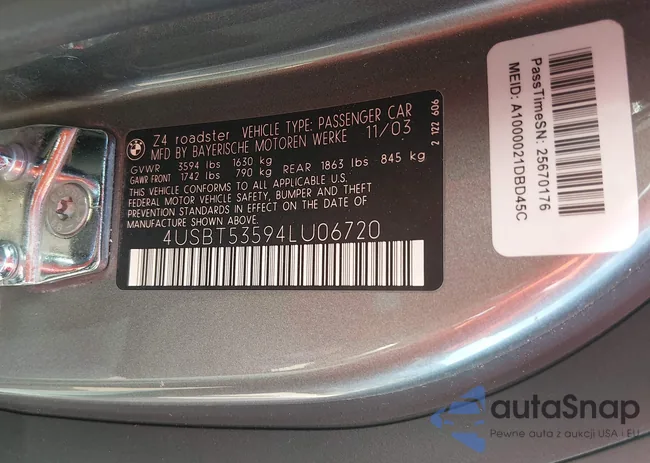 Z4 roadster VEHICLE TYPE: PASSENGER CAR
MFD BY BAYERISCHE MOTOREN WERKE 11/03
GVWR 3594 lbs 1630 kg
GAWR FRONT 1742 lbs 790 kg REAR 1863 lbs 845 kg
THIS VEHICLE CONFORMS TO ALL APPLICABLE U.S.
FEDERAL MOTOR VEHICLE SAFETY, BUMPER AND THEFT
PREVENTION STANDARDS IN EFFECT ON THE DATE OF
MANUFACTURE SHOWN ABOVE.
4USBT53594LU06720
2 122 606
PassTimeSN: 25670176
MEID: A1000021DBD45C
autaSnap
Pewne auta z aukcji USA i EU